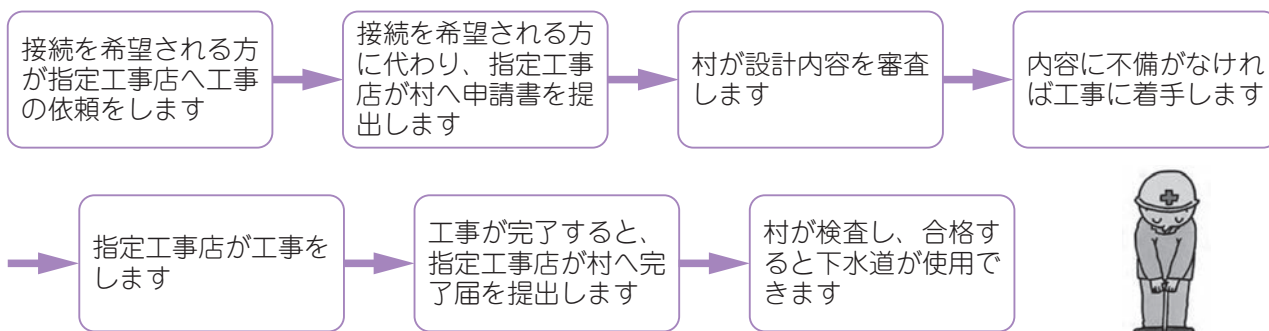 接続を希望される方
が指定工事店へ工事
の依頼をします
接続を希望される方
に代わり、指定工事
店が村へ申請書を提
出します
村が設計内容を審査
します
内容に不備がなけれ
ば工事に着手します
指定工事店が工事を
します
工事が完了すると、
指定工事店が村へ完
了届を提出します
村が検査し、合格す
ると下水道が使用で
きます